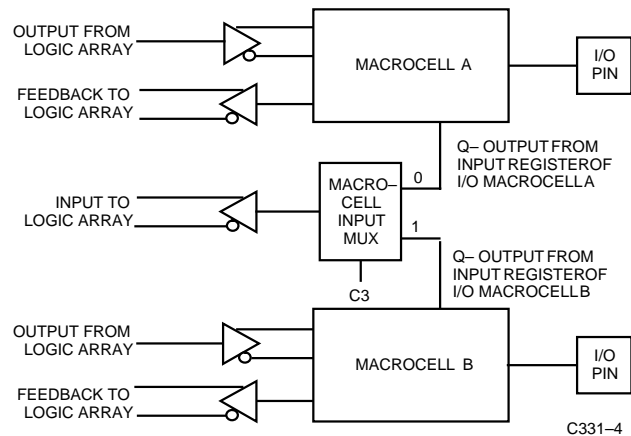 OUTPUT FROM
LOGIC ARRAY
MACROCELL A
I/O
PIN
FEEDBACK TO
LOGIC ARRAY
Q– OUTPUT FROM
INPUT REGISTEROF
I/O MACROCELLA
0
MACRO–
CELL
INPUT
MUX
INPUT TO
LOGIC ARRAY
1
Q– OUTPUT FROM
INPUT REGISTEROF
I/O MACROCELLB
C3
OUTPUT FROM
LOGIC ARRAY
MACROCELL B
I/O
PIN
FEEDBACK TO
LOGIC ARRAY
C331–4